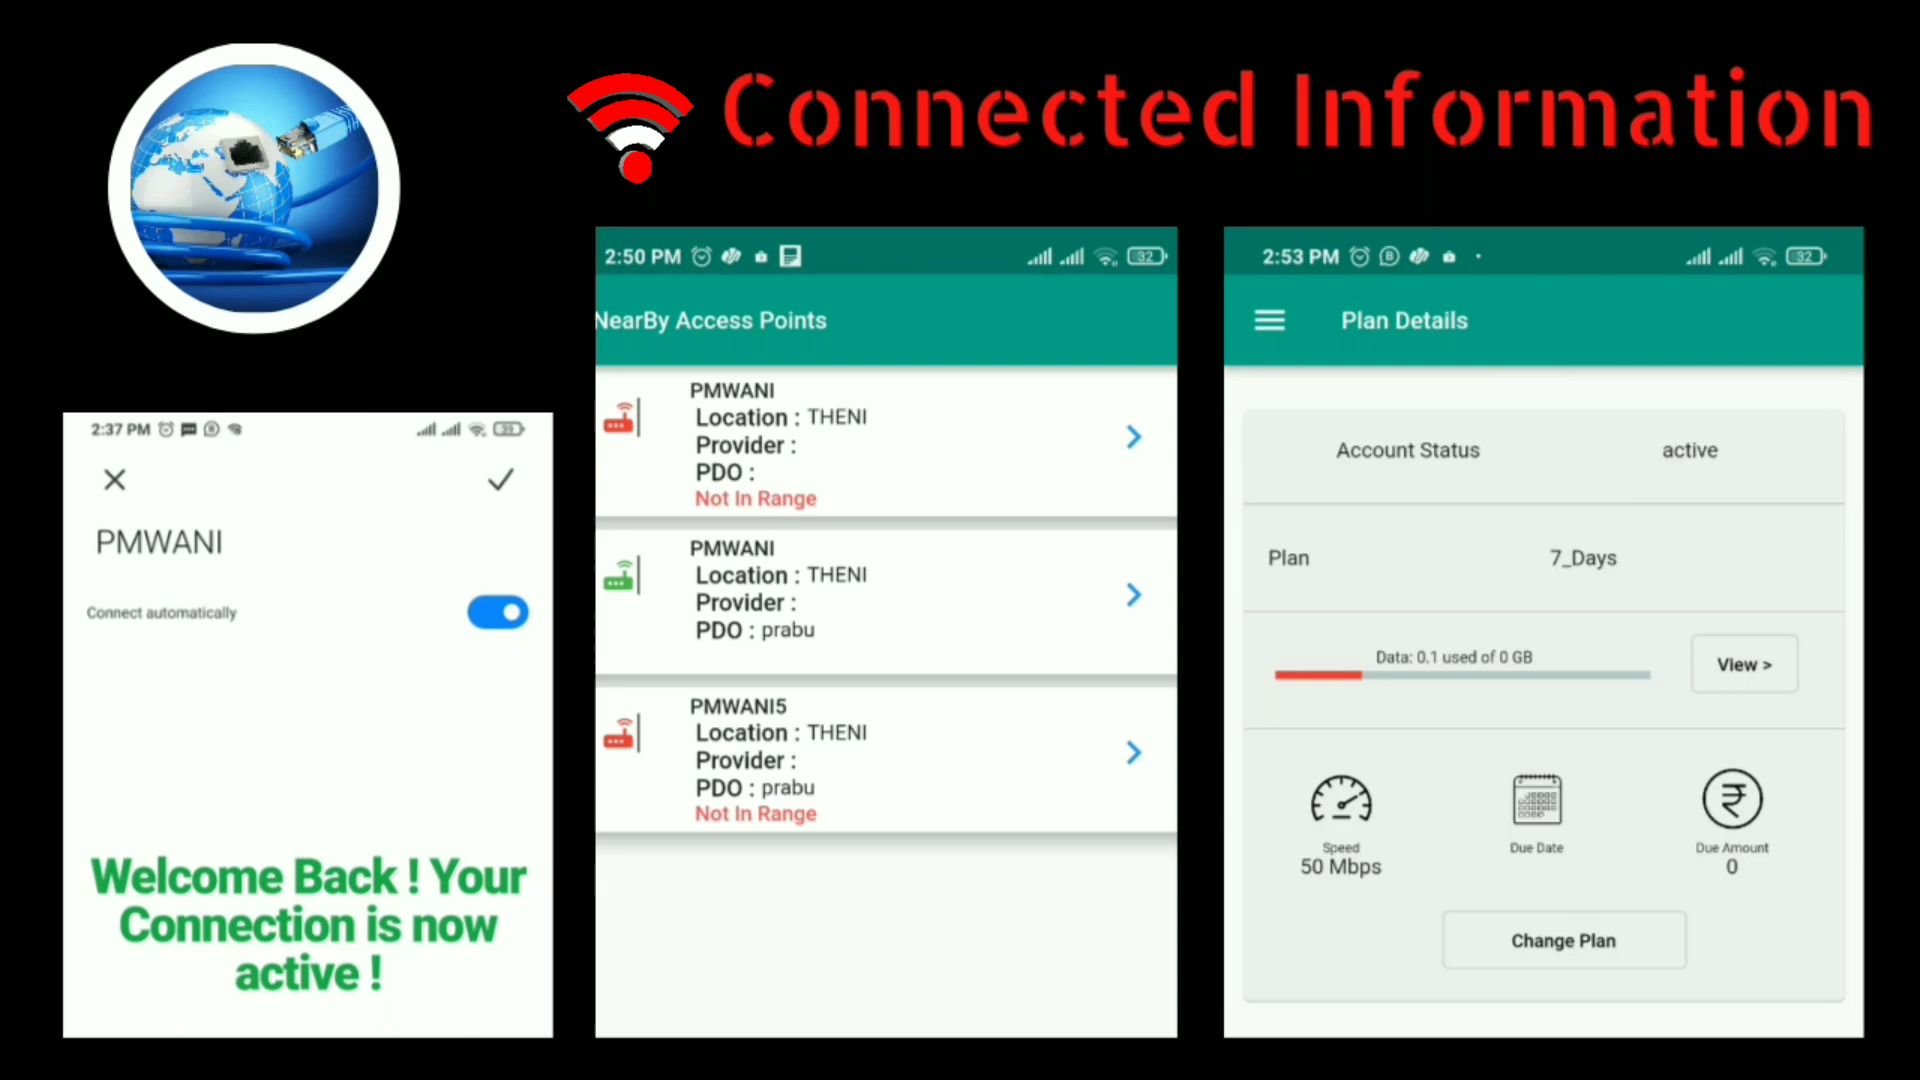 Connected Information
2:37 PM
39
PMWANI
Connect automatically
Welcome Back ! Your
Connection is now
active !
2:50 PM
32
NearBy Access Points
PMWANI
Location : THENI
Provider :
PDO :
Not In Range
PMWANI
Location : THENI
Provider :
PDO : prabu
PMWANI5
Location : THENI
Provider :
PDO : prabu
Not In Range
2:53 PM
32
Plan Details
Account Status active
Plan 7_Days
Data: 0.1 used of 0 GB
View >
Speed
50 Mbps
Due Date
Due Amount
0
Change Plan